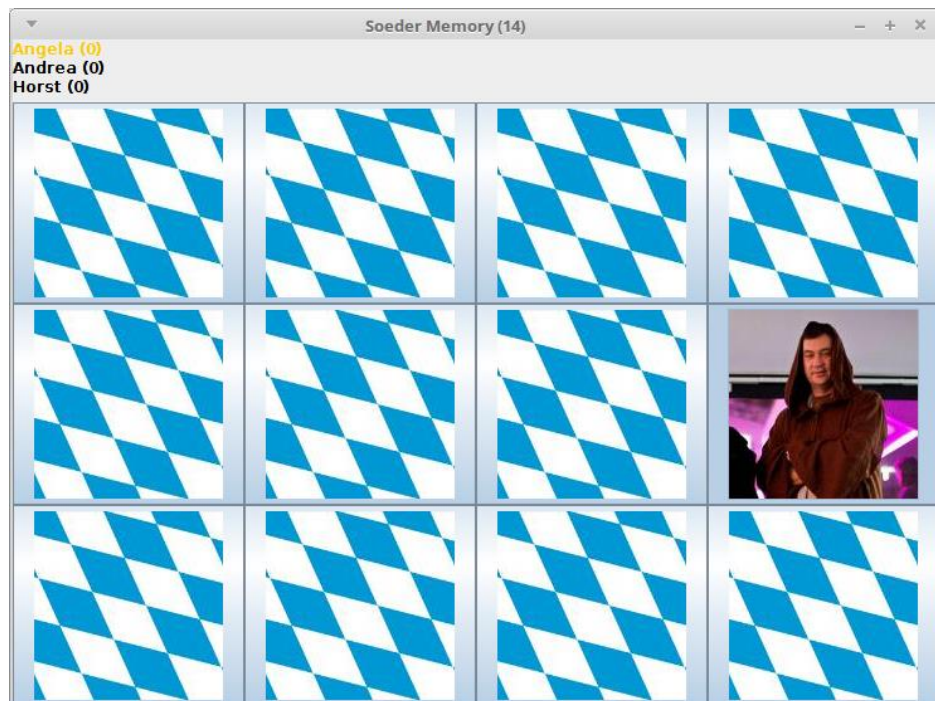 Soeder Memory (14)
Angela (0)
Andrea (0)
Horst (0)